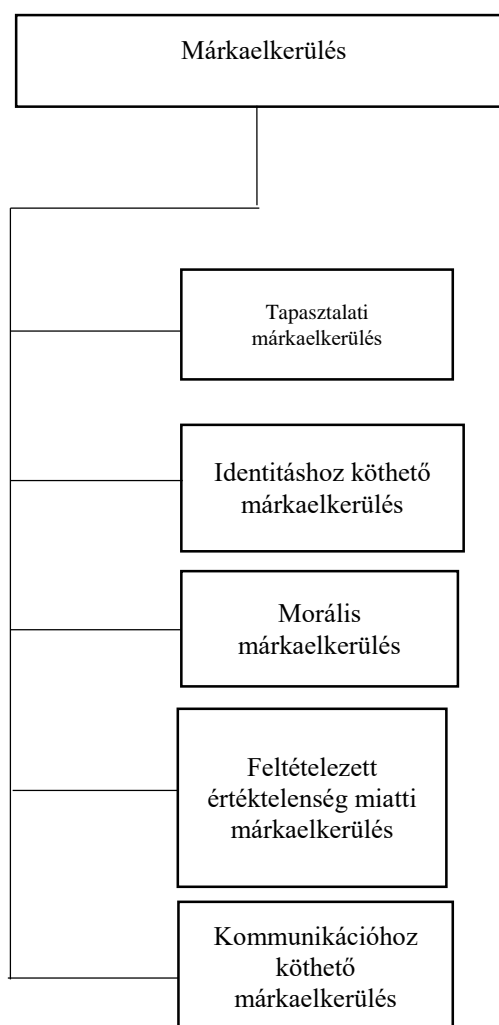 Márkaelkerülés
Tapasztalati
márkaelkerülés
Identitáshoz köthető
márkaelkerülés
Morális
márkaelkerülés
Feltételezett
értéktelenség miatti
márkaelkerülés
Kommunikációhoz
köthető
márkaelkerülés